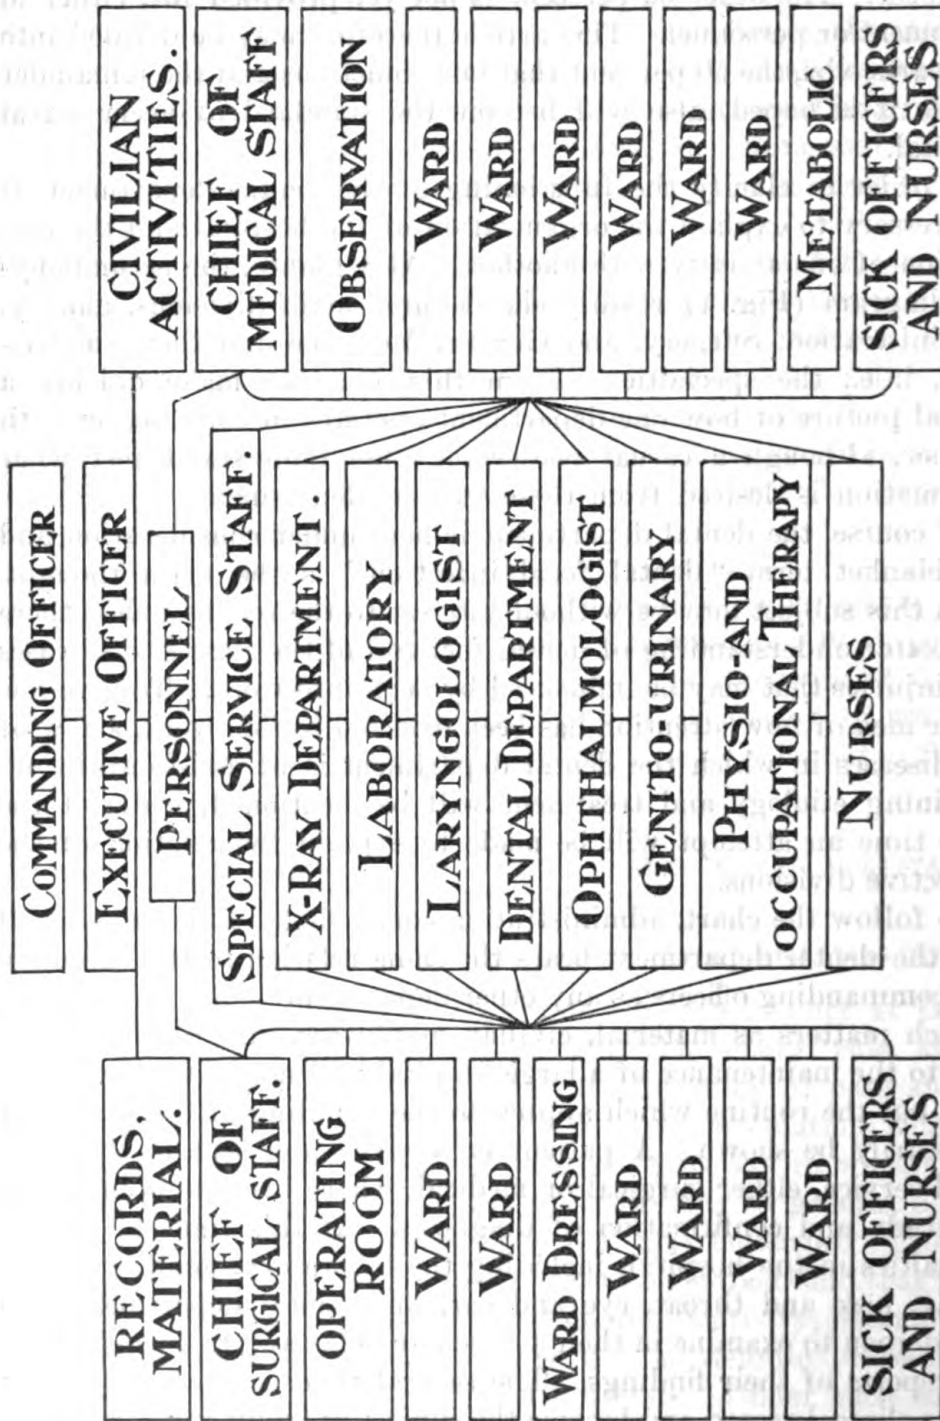 COMMANDING OFFICER
EXECUTIVE OFFICER
PERSONNEL
RECORDS.
MATERIAL.
CHIEF OF
SURGICAL STAFF.
OPERATING
ROOM
WARD
WARD
WARD DRESSING
WARD
WARD
WARD
WARD
SICK OFFICERS
AND NURSES
SPECIAL SERVICE STAFF.
X-RAY DEPARTMENT.
LABORATORY
LARYNGOLOGIST
DENTAL DEPARTMENT
OPHTHALMOLOGIST
GENITOURINARY
PHYSIO-AND
OCCUPATIONAL THERAPY
NURSES
CIVILIAN
ACTIVITIES.
CHIEF OF
MEDICAL STAFF
OBSERVATION
WARD
WARD
WARD
WARD
WARD
WARD
METABOLIC
SICK OFFICERS
AND NURSES